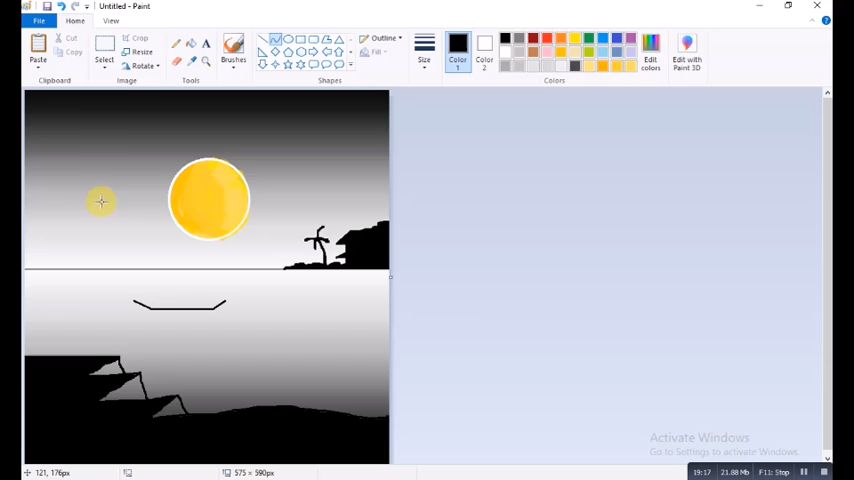 Untitled - Paint
File
Home
View
Paste
Cut
Copy
Clipboard
Select
Crop
Resize
Rotate
Image
Tools
Brushes
Shapes
Outline
Fill
Size
Color
1
Color
2
Colors
Edit
colors
Edit with
Paint 3D
Activate Windows
Go to Settings to activate Windows.
121, 176px
575 × 590px
19:17
21.88 Mb
F11: Stop